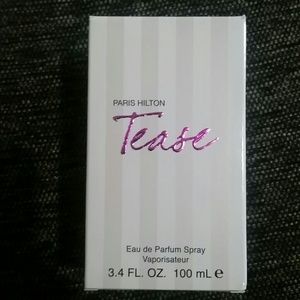 PARIS HILTON
Tease
Eau de Parfum Spray
Vaporisateur
3.4 FL. OZ. 100 mL e